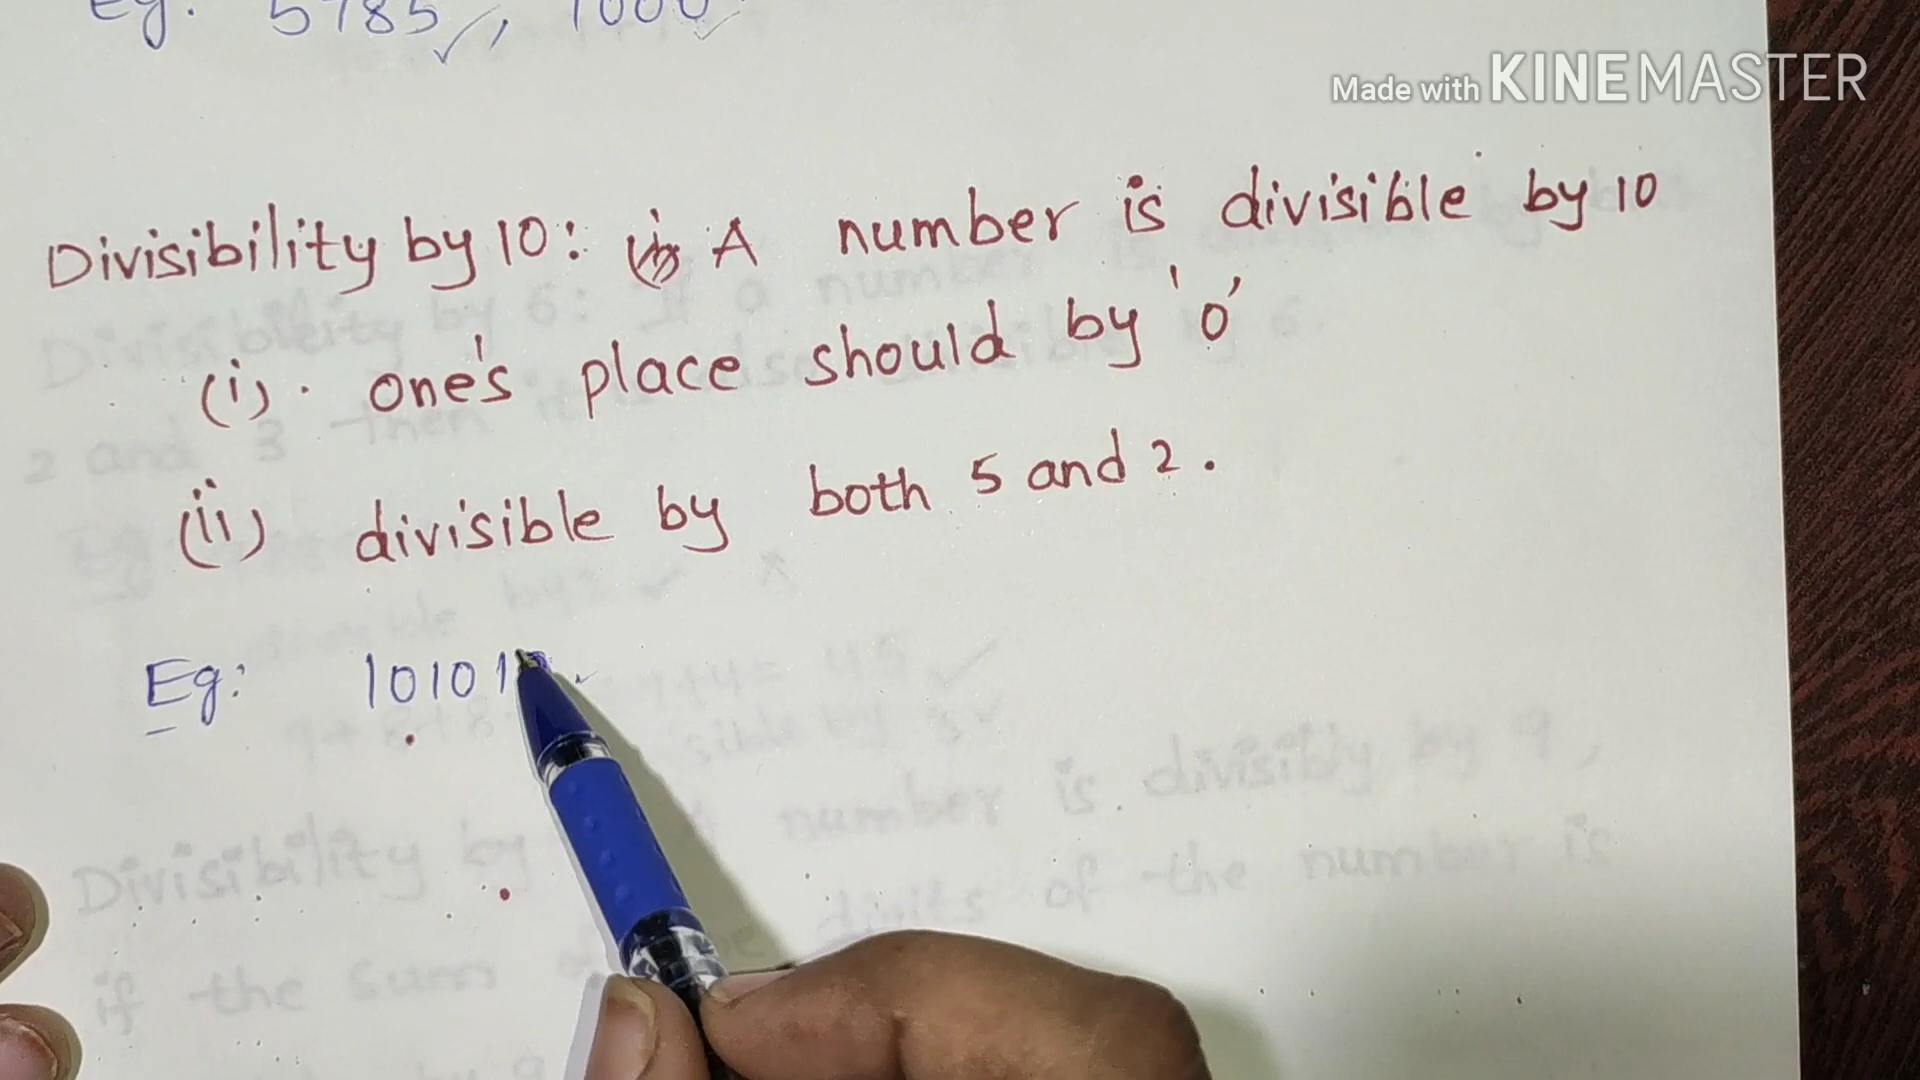 Eg. 5785 ✓, 1000 ✓
Made with KINEMASTER
Divisibility by 10: (i) A number is divisible by 10
(i). one's place should by '0'
(ii) divisible by both 5 and 2.
Eg: 10101